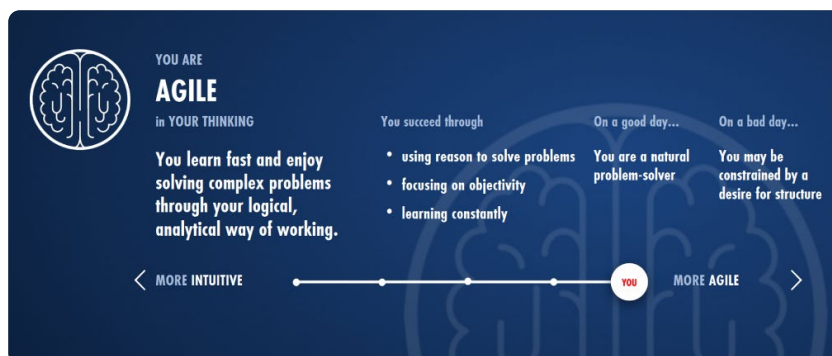 YOU ARE
AGILE
in YOUR THINKING
You learn fast and enjoy
solving complex problems
through your logical,
analytical way of working.
You succeed through
• using reason to solve problems
• focusing on objectivity
• learning constantly
On a good day...
You are a natural
problem-solver
On a bad day...
You may be
constrained by a
desire for structure
MORE INTUITIVE
YOU
MORE AGILE